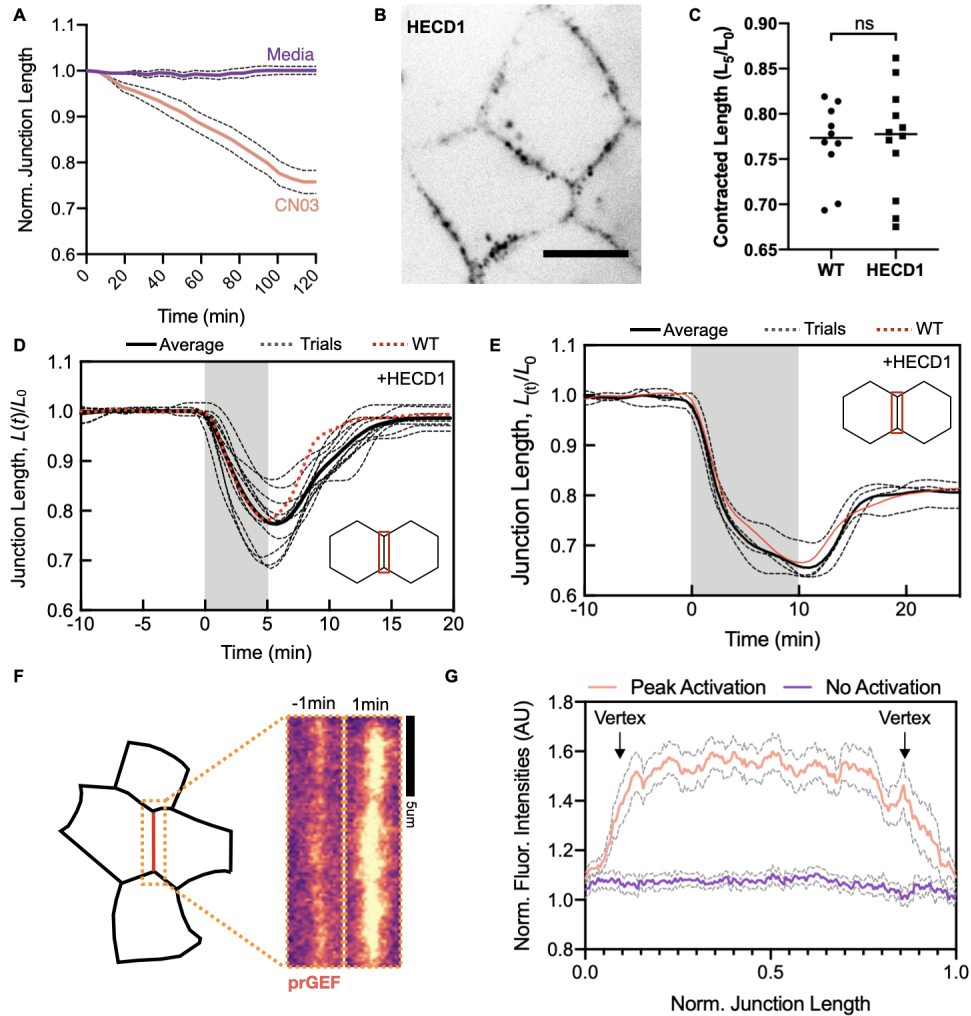 A
Norm. Junction Length
1.1
1.0
0.9
0.8
0.7
0.6
Media
CN03
0
20
40
60
80
100
120
Time (min)
B
HECD1
C
Contracted Length (L5/L0)
0.90
0.85
0.80
0.75
0.70
0.65
ns
WT
HECD1
D
Average
Trials
WT
Junction Length, L(t)/L0
1.1
1.0
0.9
0.8
0.7
0.6
+HECD1
-10
-5
0
5
10
15
20
Time (min)
E
Average
Trials
WT
Junction Length, L(t)/L0
1.1
1.0
0.9
0.8
0.7
0.6
+HECD1
-10
0
10
20
Time (min)
F
-1min
1min
5um
prGEF
G
Peak Activation
No Activation
Norm. Fluor. Intensities (AU)
1.8
1.6
1.4
1.2
1.0
0.8
Vertex
Vertex
0.0
0.5
1.0
Norm. Junction Length